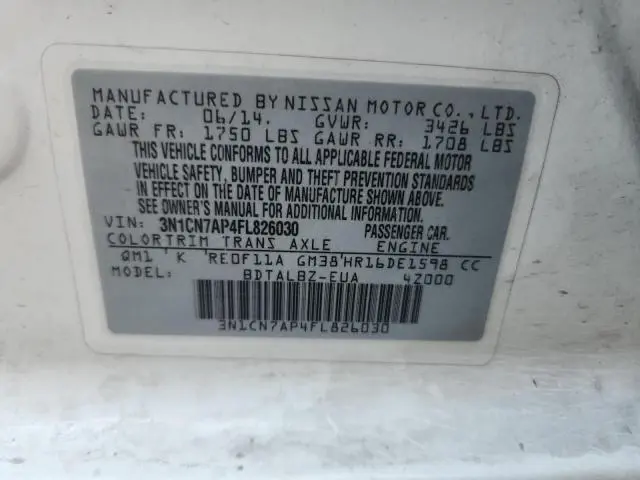 MANUFACTURED BY NISSAN MOTOR CO., LTD.
DATE: 06/14. GVWR: 3426 LBS
GAWR FR: 1750 LBS GAWR RR: 1708 LBS
THIS VEHICLE CONFORMS TO ALL APPLICABLE FEDERAL MOTOR
VEHICLE SAFETY, BUMPER AND THEFT PREVENTION STANDARDS
IN EFFECT ON THE DATE OF MANUFACTURE SHOWN ABOVE.
SEE OWNER'S MANUAL FOR ADDITIONAL INFORMATION.
VIN: 3N1CN7AP4FL826030 PASSENGER CAR.
COLOR TRIM TRANS AXLE ENGINE
QM1 ' K 'RE0F11A GM38'HR16DE1598 CC
MODEL: BDTALBZ-EUA 4Z000
3N1CN7AP4FL826030